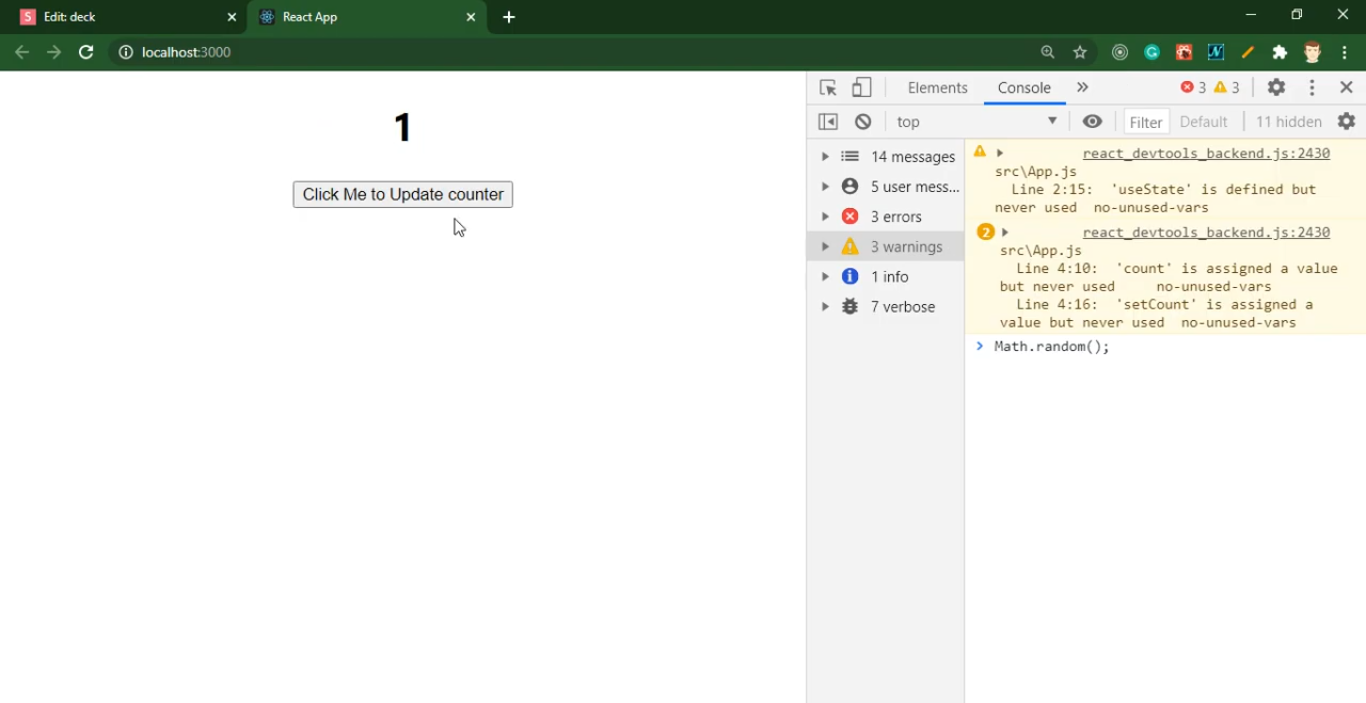 Edit: deck
React App
localhost:3000
1
Click Me to Update counter
Elements
Console
3
3
top
Filter
Default
11 hidden
14 messages
5 user mess...
3 errors
3 warnings
1 info
7 verbose
react_devtools_backend.js:2430
src\App.js
Line 2:15: 'useState' is defined but
never used no-unused-vars
2
react_devtools_backend.js:2430
src\App.js
Line 4:10: 'count' is assigned a value
but never used no-unused-vars
Line 4:16: 'setCount' is assigned a
value but never used no-unused-vars
Math.random();